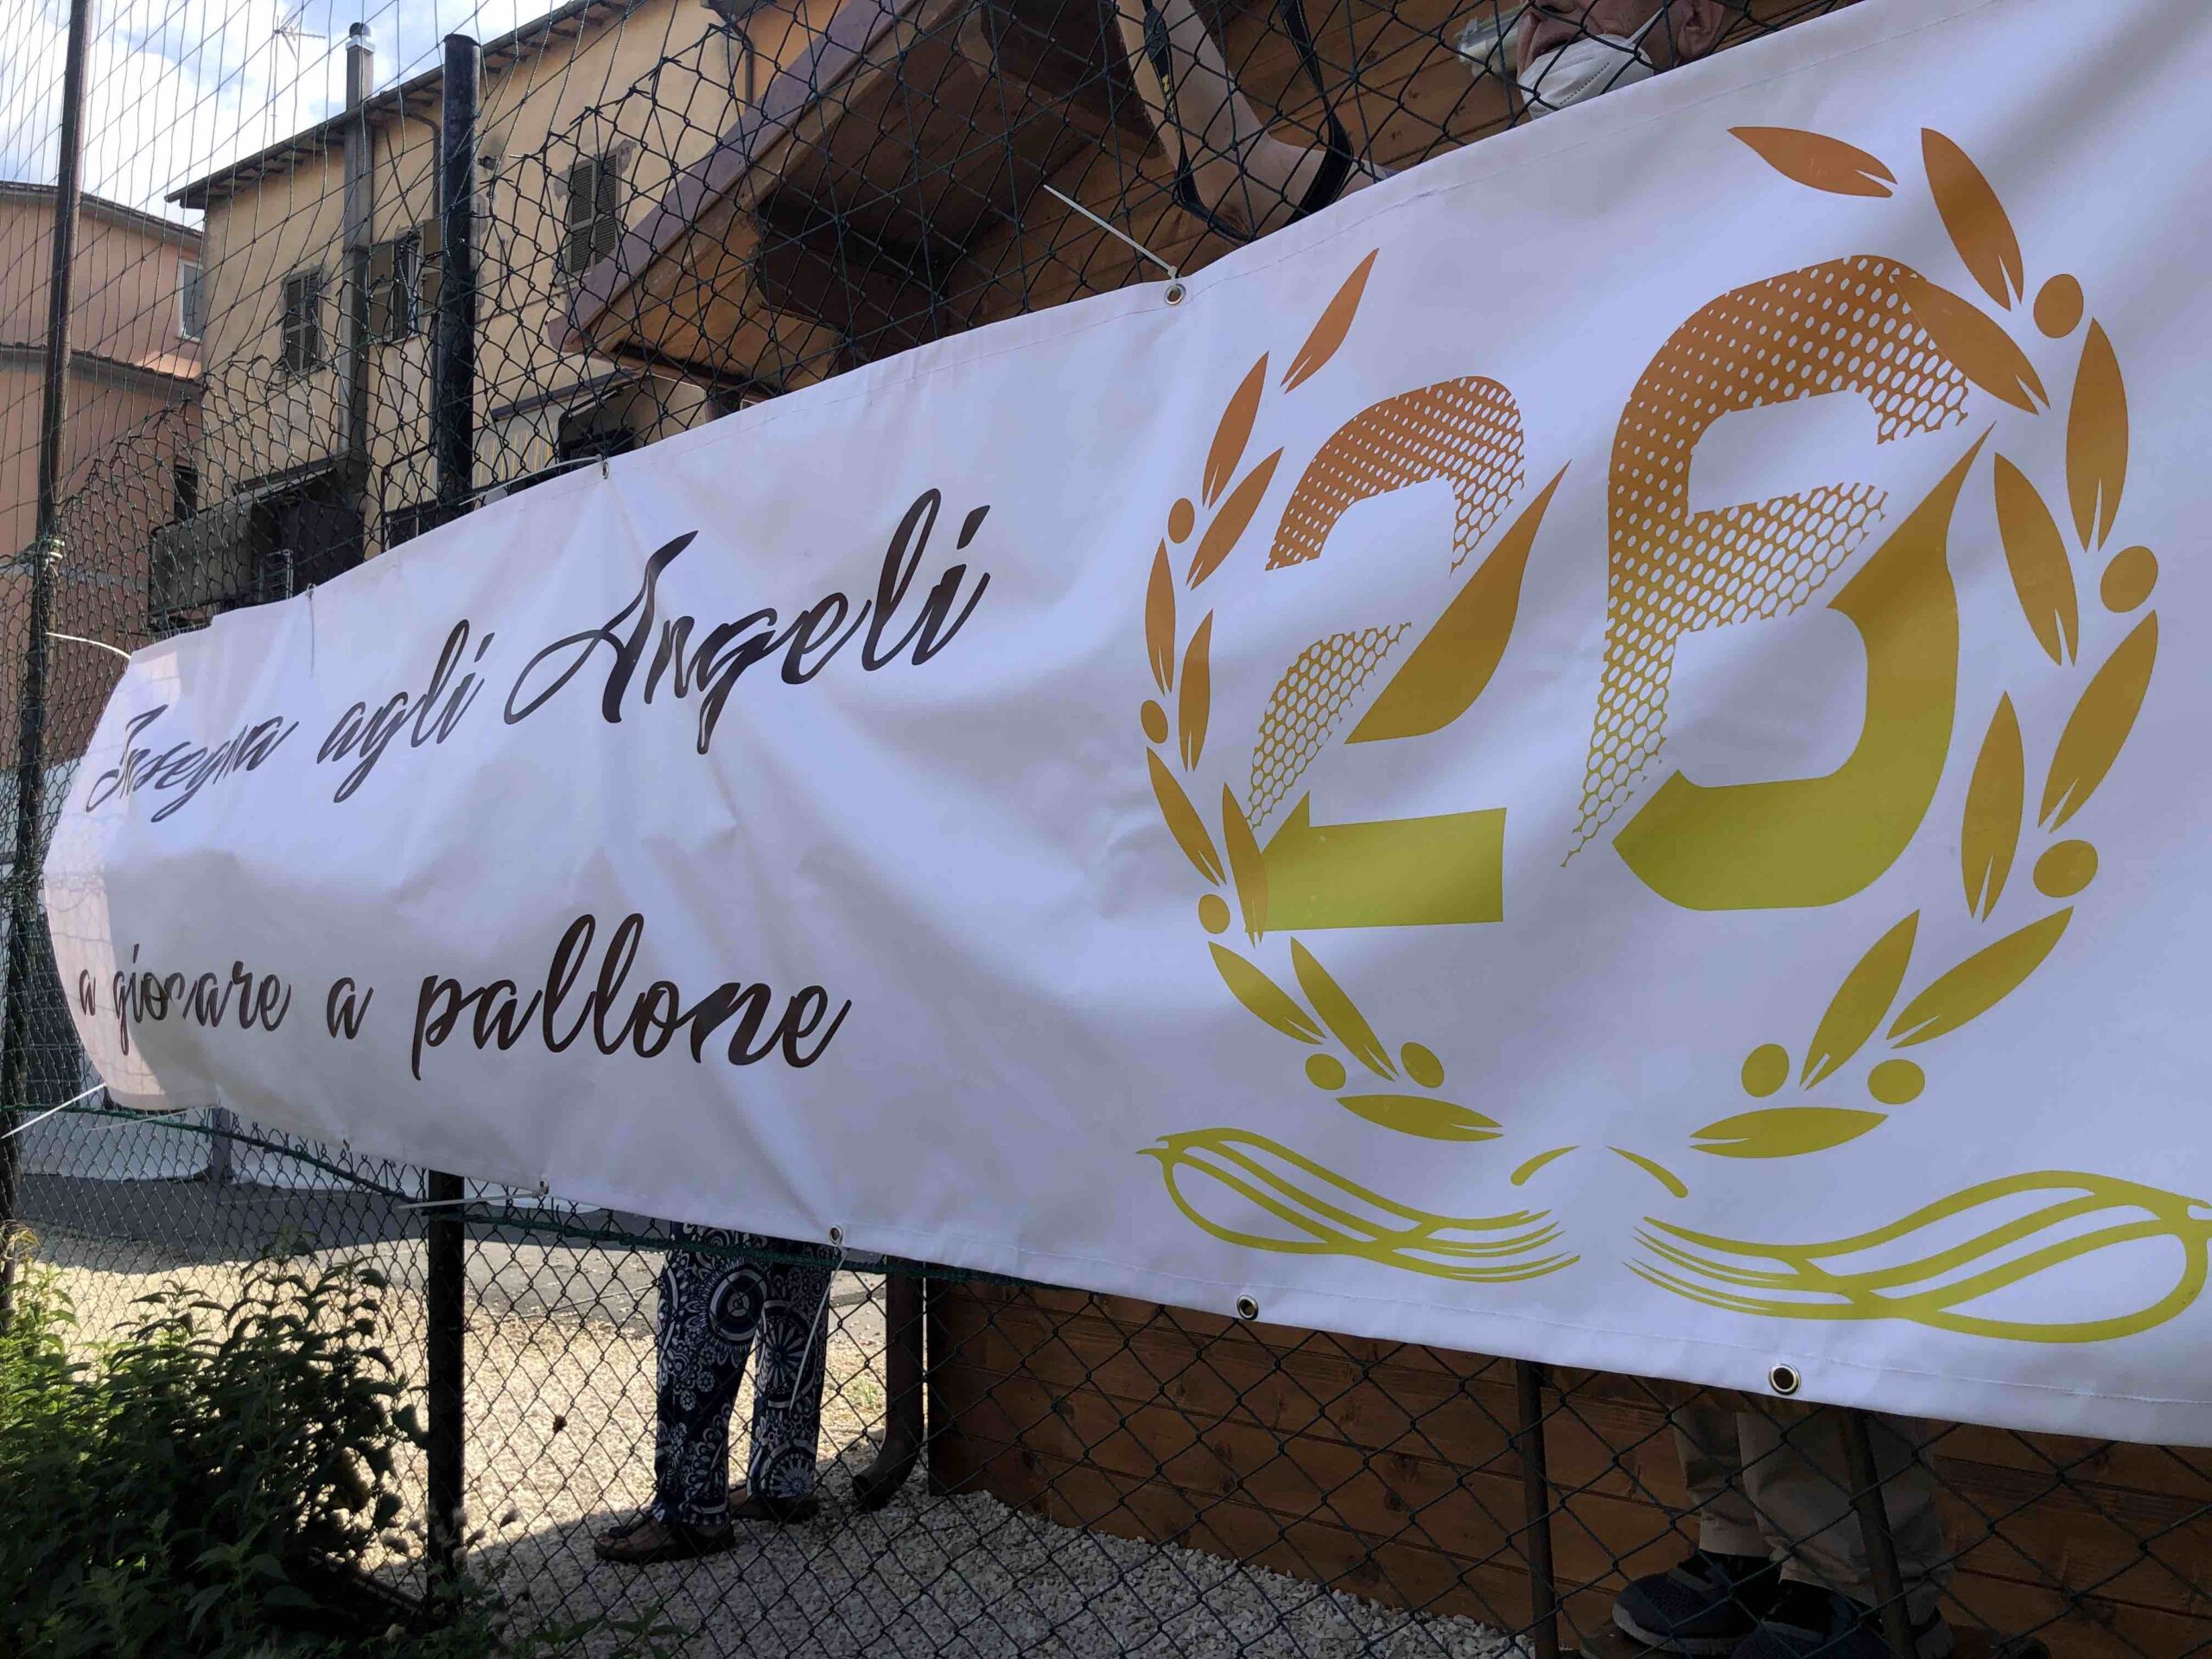 Insegna agli Angeli
a giocare a pallone
26